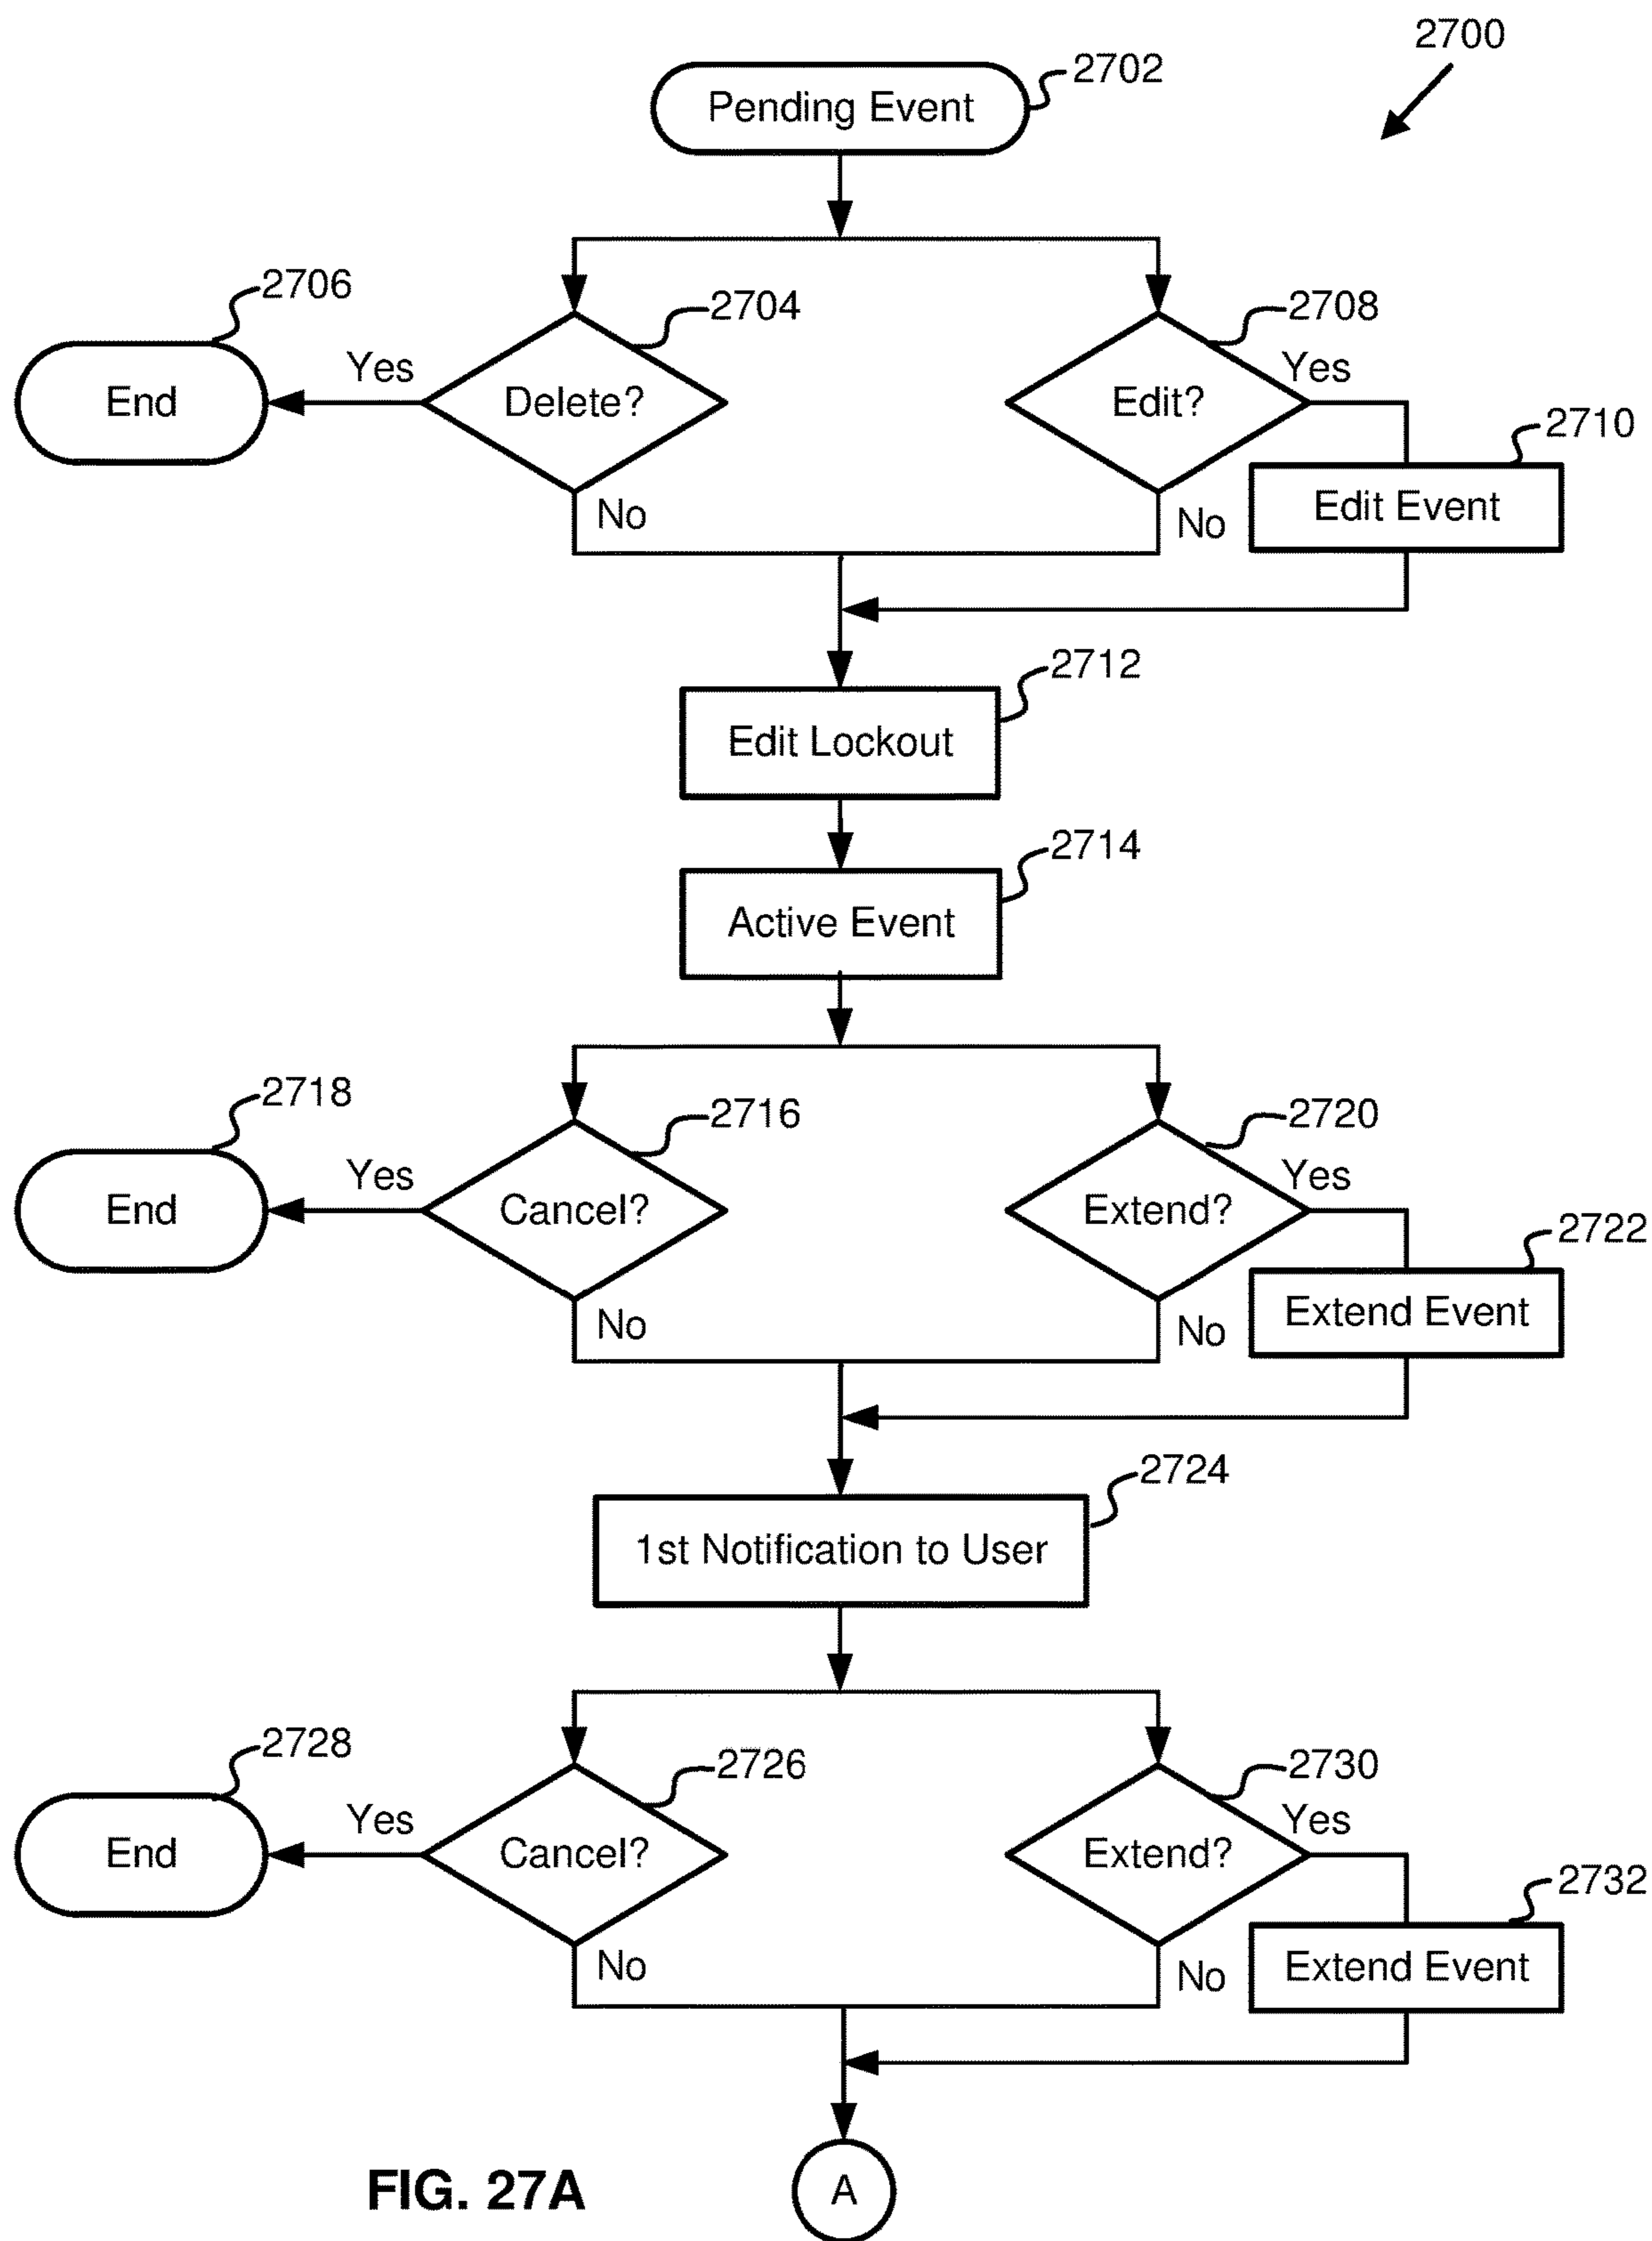 2700
2702
Pending Event
2706
2704
2708
Yes
Yes
End
Delete?
Edit?
2710
Edit Event
No
No
2712
Edit Lockout
2714
Active Event
2718
2716
2720
Yes
Yes
End
Cancel?
Extend?
2722
Extend Event
No
No
2724
1st Notification to User
2728
2726
2730
Yes
Yes
End
Cancel?
Extend?
2732
Extend Event
No
No
A
FIG. 27A